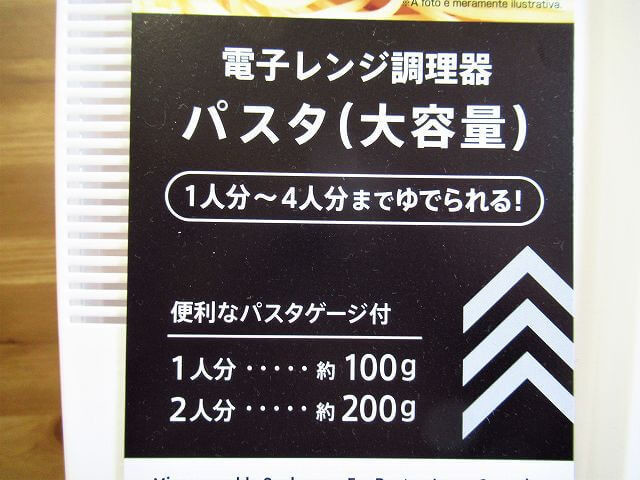 ※A foto é meramente ilustrativa.
電子レンジ調理器
パスタ(大容量)
1人分～4人分までゆでられる!
便利なパスタゲージ付
1人分・・・・・約100g
2人分・・・・・約200g